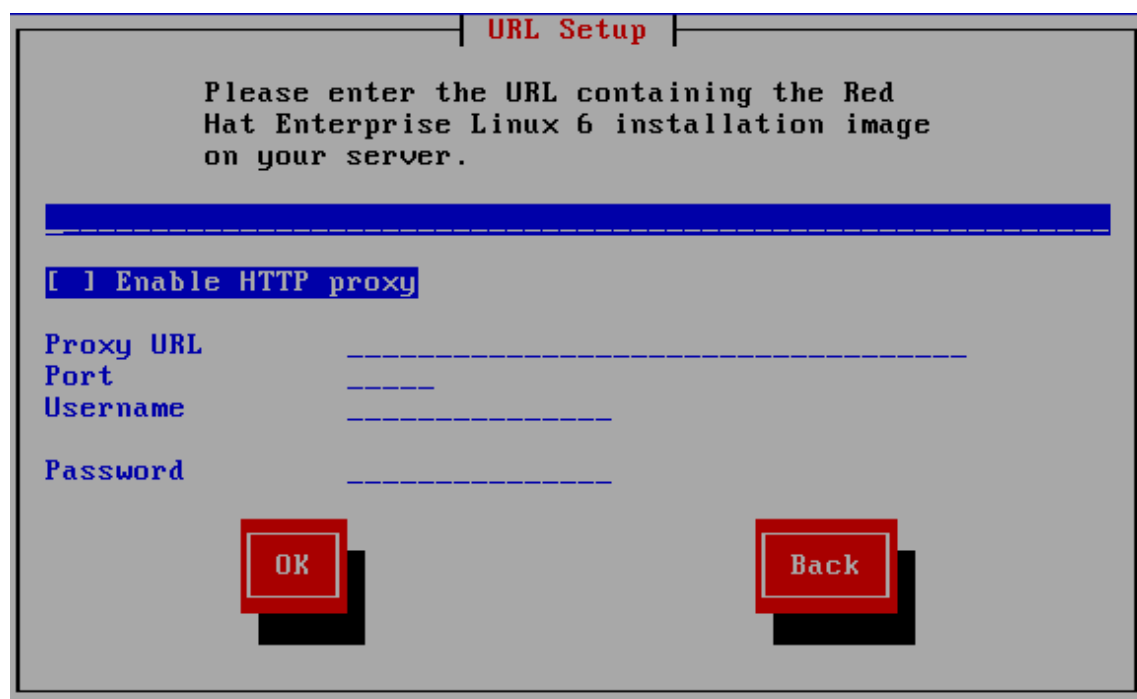 URL Setup
Please enter the URL containing the Red
Hat Enterprise Linux 6 installation image
on your server.
[ ] Enable HTTP proxy
Proxy URL
Port
Username
Password
OK Back